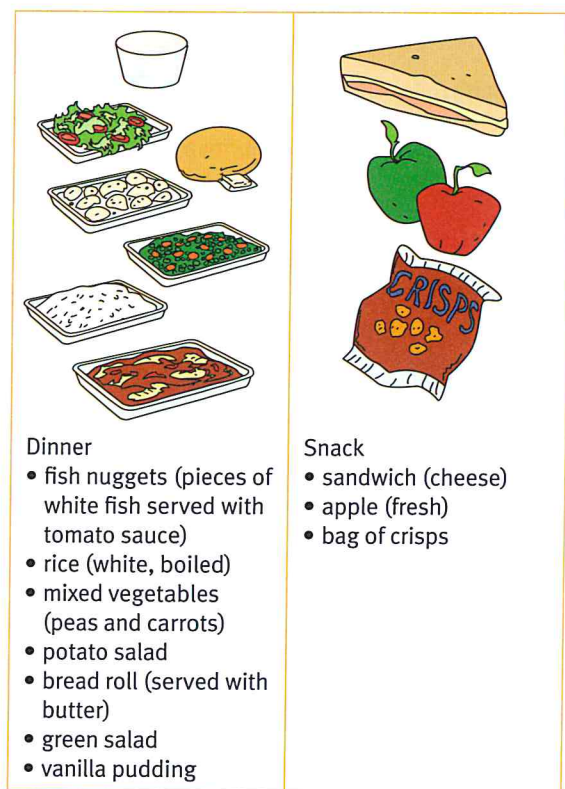 CRISPS
Dinner
• fish nuggets (pieces of
white fish served with
tomato sauce)
• rice (white, boiled)
• mixed vegetables
(peas and carrots)
• potato salad
• bread roll (served with
butter)
• green salad
• vanilla pudding
Snack
• sandwich (cheese)
• apple (fresh)
• bag of crisps